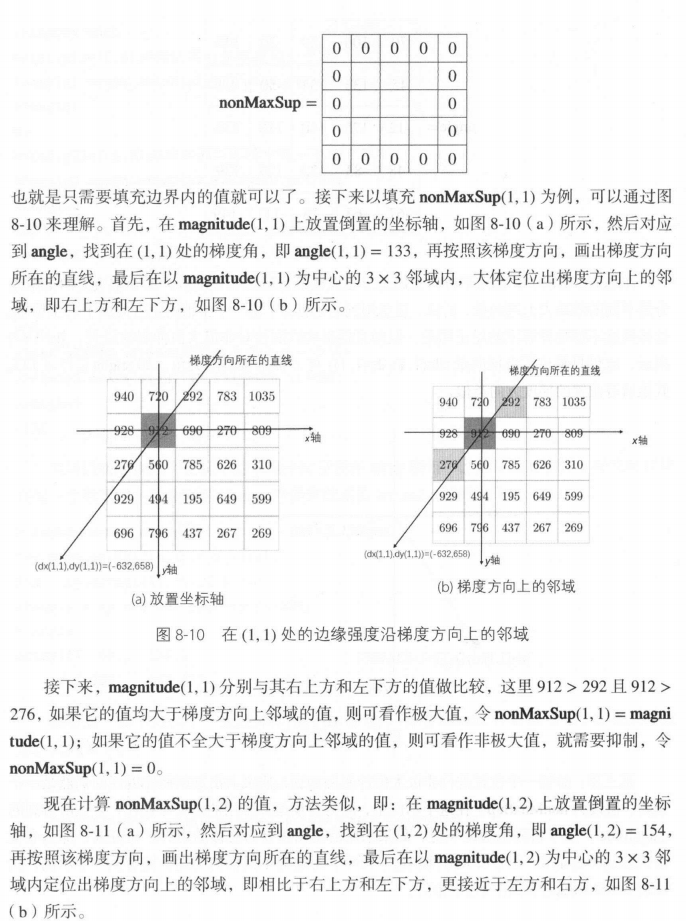 0 0 0 0 0
0 0
nonMaxSup = 0 0
0 0
0 0 0 0 0
也就是只需要填充边界内的值就可以了。接下来以填充 nonMaxSup(1, 1) 为例，可以通过图
8-10 来理解。首先，在 magnitude(1, 1) 上放置倒置的坐标轴，如图 8-10（a）所示，然后对应
到 angle，找到在 (1, 1) 处的梯度角，即 angle(1, 1) = 133，再按照该梯度方向，画出梯度方向
所在的直线，最后在以 magnitude(1, 1) 为中心的 3 × 3 邻域内，大体定位出梯度方向上的邻
域，即右上方和左下方，如图 8-10（b）所示。
梯度方向所在的直线
940 720 292 783 1035
928 912 690 270 809
x轴
276 560 785 626 310
929 494 195 649 599
696 796 437 267 269
(dx(1,1),dy(1,1))=(-632,658)
y轴
(a) 放置坐标轴
梯度方向所在的直线
940 720 292 783 1035
928 912 690 270 809
x轴
276 560 785 626 310
929 494 195 649 599
696 796 437 267 269
(dx(1,1),dy(1,1))=(-632,658)
y轴
(b) 梯度方向上的邻域
图 8-10 在 (1, 1) 处的边缘强度沿梯度方向上的邻域
接下来，magnitude(1, 1) 分别与其右上方和左下方的值做比较，这里 912 > 292 且 912 >
276，如果它的值均大于梯度方向上邻域的值，则可看作极大值，令 nonMaxSup(1, 1) = magni
tude(1, 1)；如果它的值不全大于梯度方向上邻域的值，则可看作非极大值，就需要抑制，令
nonMaxSup(1, 1) = 0。
现在计算 nonMaxSup(1, 2) 的值，方法类似，即：在 magnitude(1, 2) 上放置倒置的坐标
轴，如图 8-11（a）所示，然后对应到 angle，找到在 (1, 2) 处的梯度角，即 angle(1, 2) = 154，
再按照该梯度方向，画出梯度方向所在的直线，最后在以 magnitude(1, 2) 为中心的 3 × 3 邻
域内定位出梯度方向上的邻域，即相比于右上方和左下方，更接近于左方和右方，如图 8-11
（b）所示。